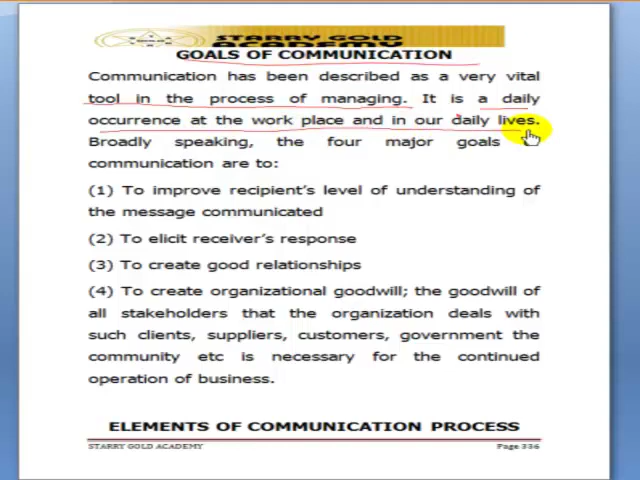 STARRY GOLD
ACADEMY
GOALS OF COMMUNICATION
Communication has been described as a very vital
tool in the process of managing. It is a daily
occurrence at the work place and in our daily lives.
Broadly speaking, the four major goals
communication are to:
(1) To improve recipient's level of understanding of
the message communicated
(2) To elicit receiver's response
(3) To create good relationships
(4) To create organizational goodwill; the goodwill of
all stakeholders that the organization deals with
such clients, suppliers, customers, government the
community etc is necessary for the continued
operation of business.
ELEMENTS OF COMMUNICATION PROCESS
STARRY GOLD ACADEMY Page 336